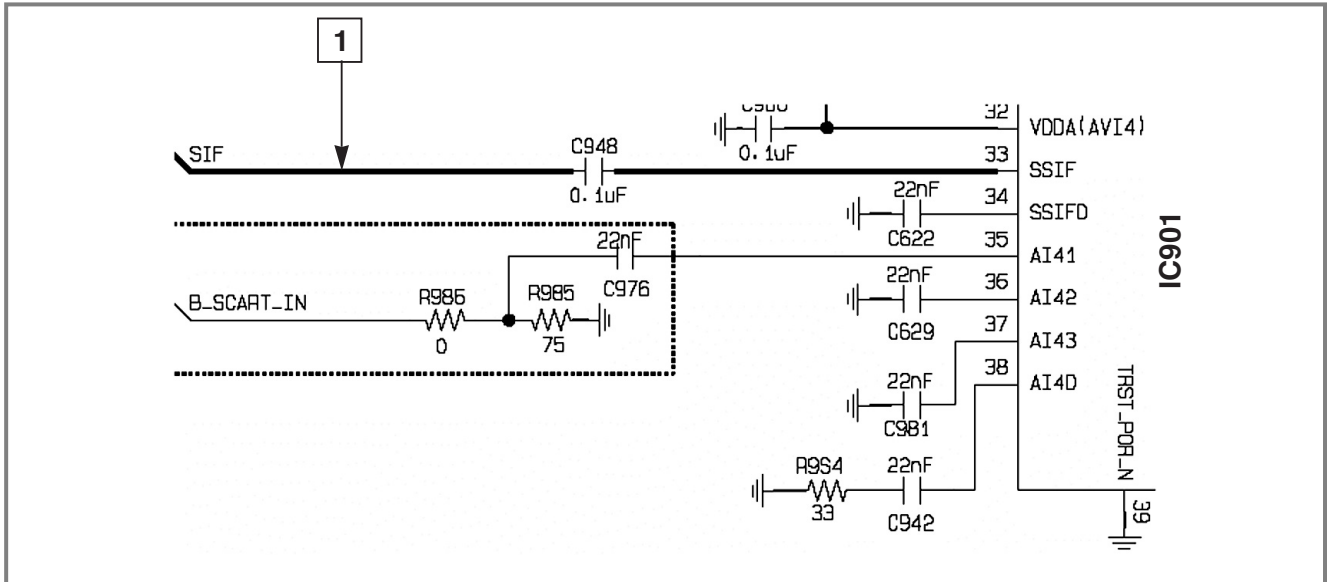 1
32
VDDA(AVI4)
0.1uF
C948
SIF
33
SSIF
0.1uF
22nF
34
SSIFD
C622
22nF
35
AI41
C976
22nF
36
AI42
C629
B_SCART_IN
R986
R985
0
75
37
AI43
38
AI4D
22nF
C981
IC901
TRST_POR_N
R964
22nF
33
C942
39